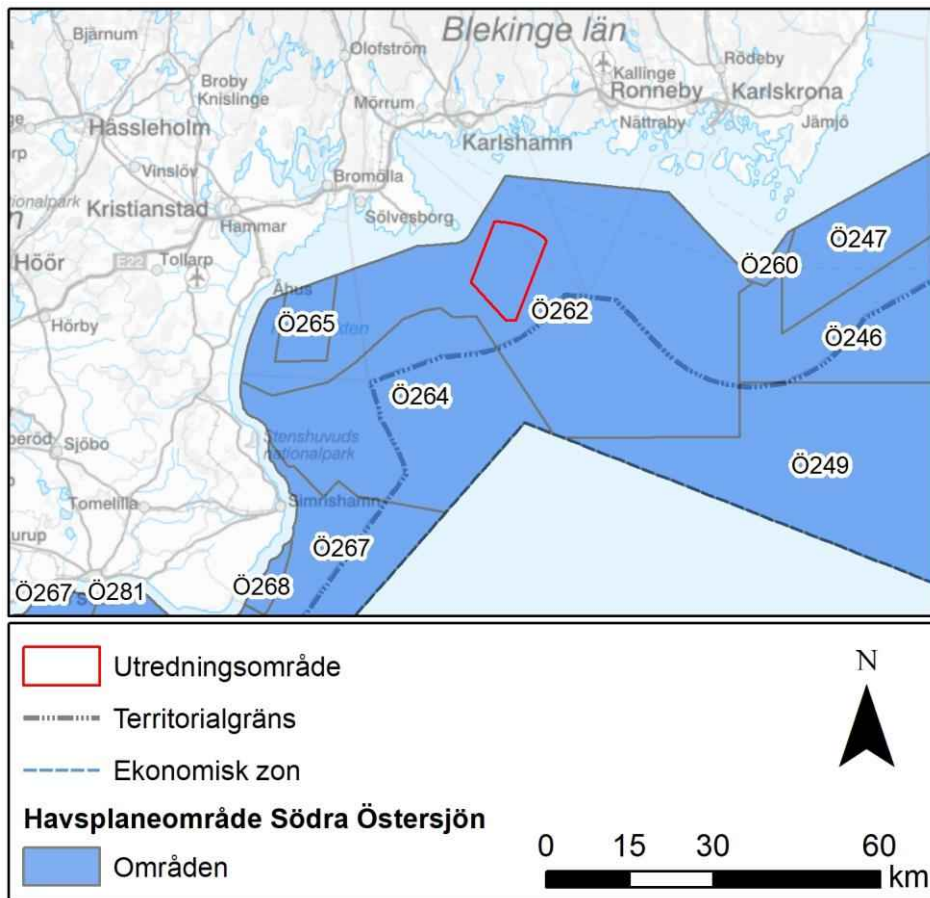 Bjärnum
Blekinge län
Olofström
Rödeby
Broby
Kallinge
Knislinge
Ronneby
Karlskrona
Mörrum
Hässleholm
Nättraby
Jämjö
Karlshamn
Vinslöv
Bromölla
nationalpark
Kristianstad
Sölvesborg
Hammar
Ö247
Höör
E22
Tollarp
Ö260
Åhus
Ö262
Hörby
Ö265
Ö246
Ö264
Stenshuvuds
nationalpark
Sjöbo
Ö249
Tomelilla
Simrishamn
Ö267
Ö267
Ö281
Ö268
Utredningsområde
N
Territorialgräns
Ekonomisk zon
Havsplaneområde Södra Östersjön
Områden
0 15 30 60
km